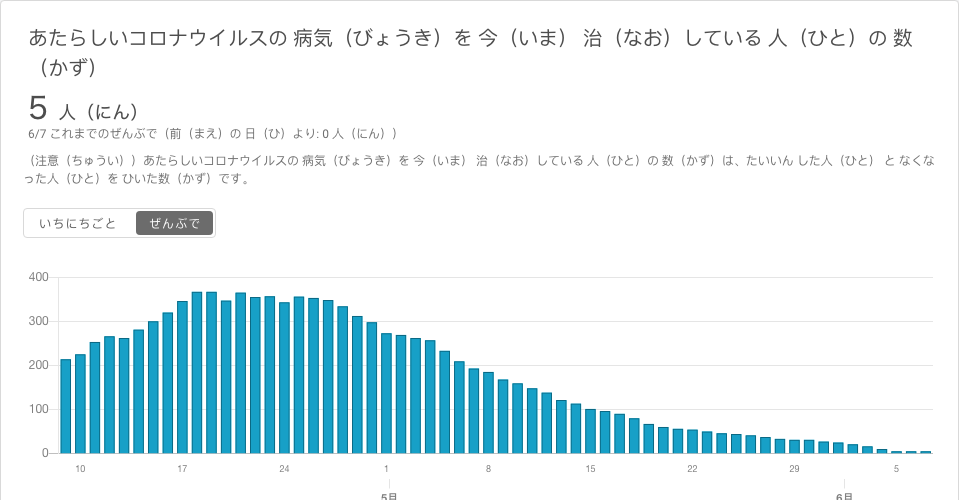 あたらしいコロナウイルスの 病気（びょうき）を 今（いま） 治（なお）している 人（ひと）の 数
（かず）
5 人（にん）
6/7 これまでのぜんぶで（前（まえ）の 日（ひ）より: 0 人（にん））
（注意（ちゅうい））あたらしいコロナウイルスの 病気（びょうき）を 今（いま） 治（なお）している 人（ひと）の 数（かず）は、たいいん した人（ひと） と なくな
った人（ひと）を ひいた数（かず）です。
いちにちごと ぜんぶで
400
300
200
100
0
10 17 24 1 8 15 22 29 5
5月 6月